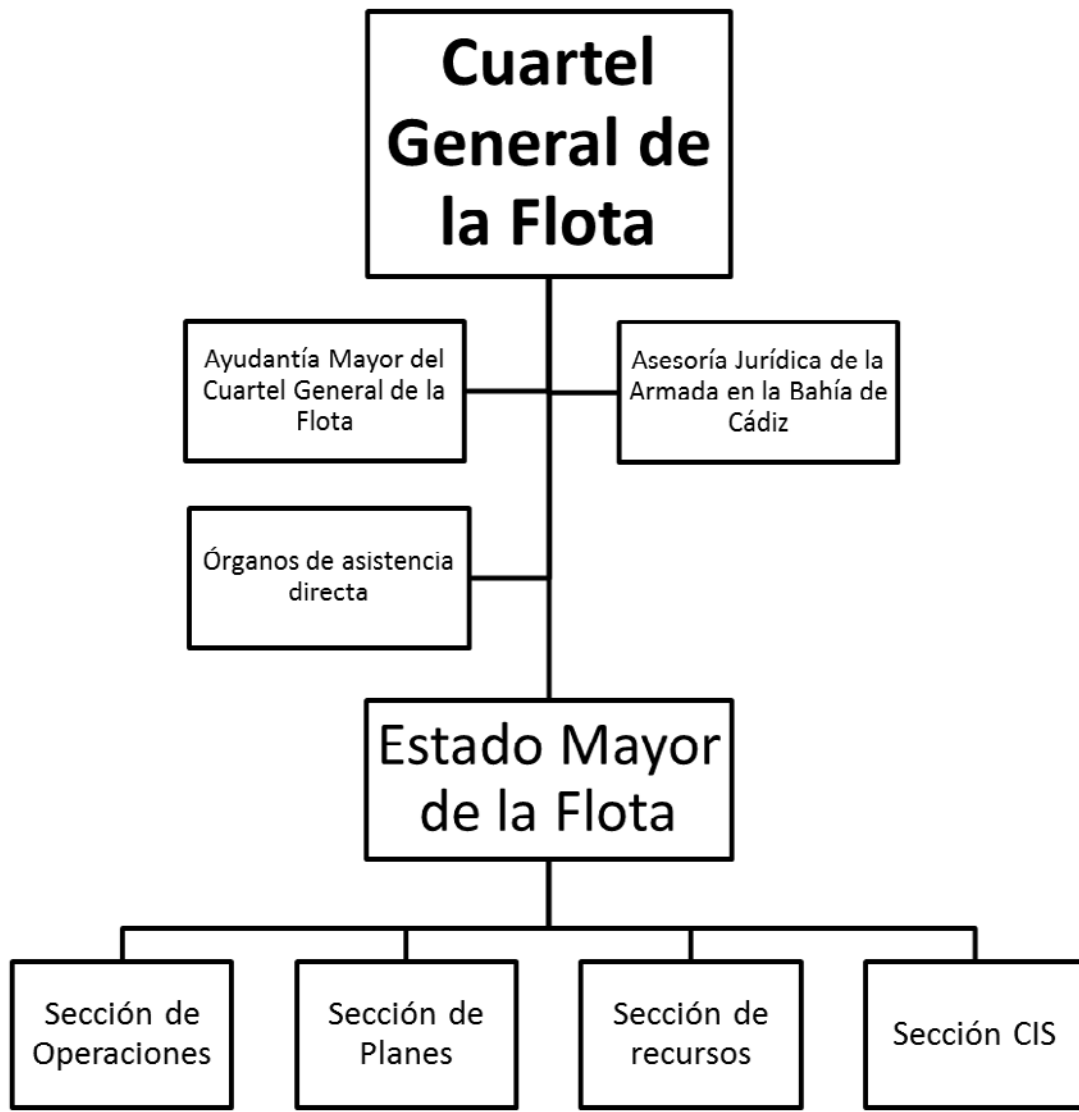 Cuartel
General de
la Flota
Ayudantía Mayor del
Cuartel General de la
Flota
Asesoría Jurídica de la
Armada en la Bahía de
Cádiz
Órganos de asistencia
directa
Estado Mayor
de la Flota
Sección de
Operaciones
Sección de
Planes
Sección de
recursos
Sección CIS